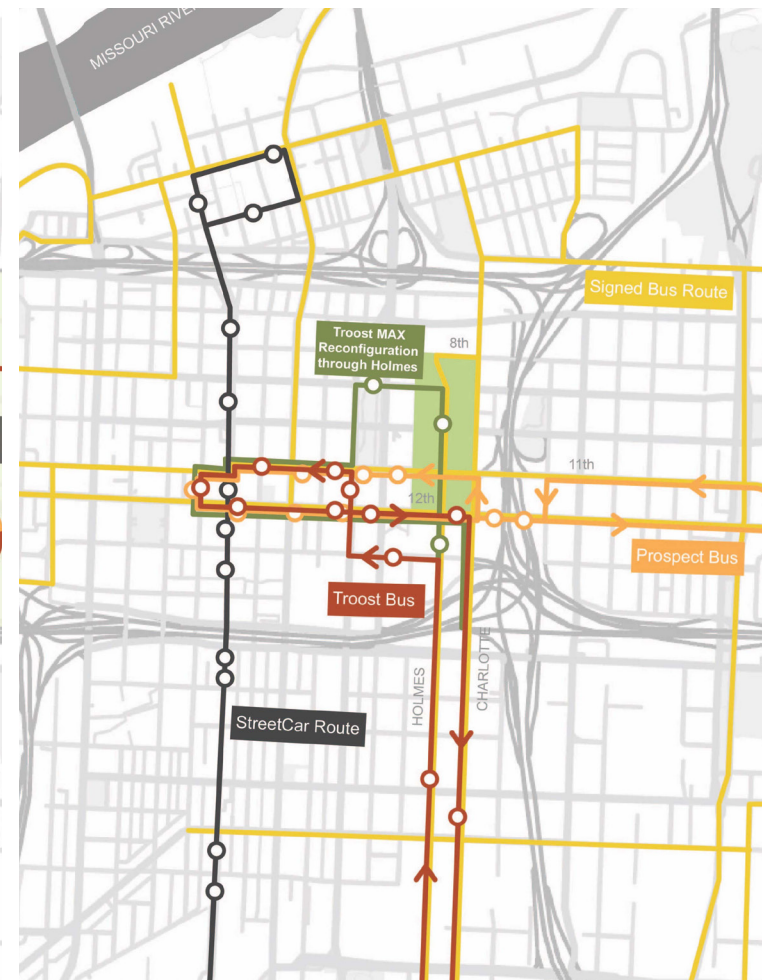 MISSOURI RIVER
Signed Bus Route
Troost MAX
Reconfiguration
through Holmes
8th
11th
12th
Prospect Bus
Troost Bus
HOLMES
CHARLOTTE
StreetCar Route